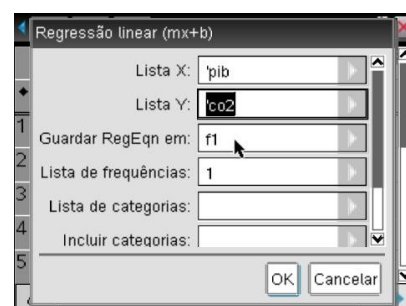 Regressão linear (mx+b)
Lista X: 'pib
Lista Y: 'co2
Guardar RegEqn em: f1
Lista de frequências: 1
Lista de categorias:
Incluir categorias:
OK Cancelar
1
2
3
4
5